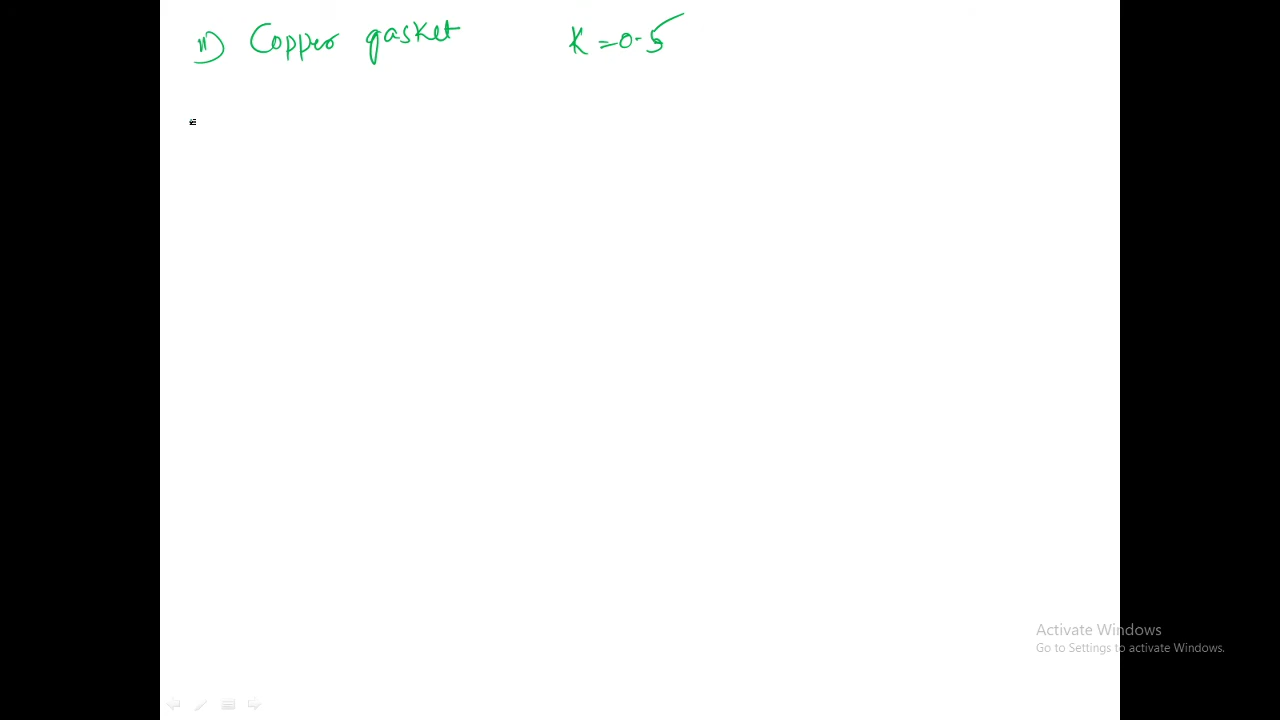 ii) Copper gasket K = 0.5
Activate Windows
Go to Settings to activate Windows.